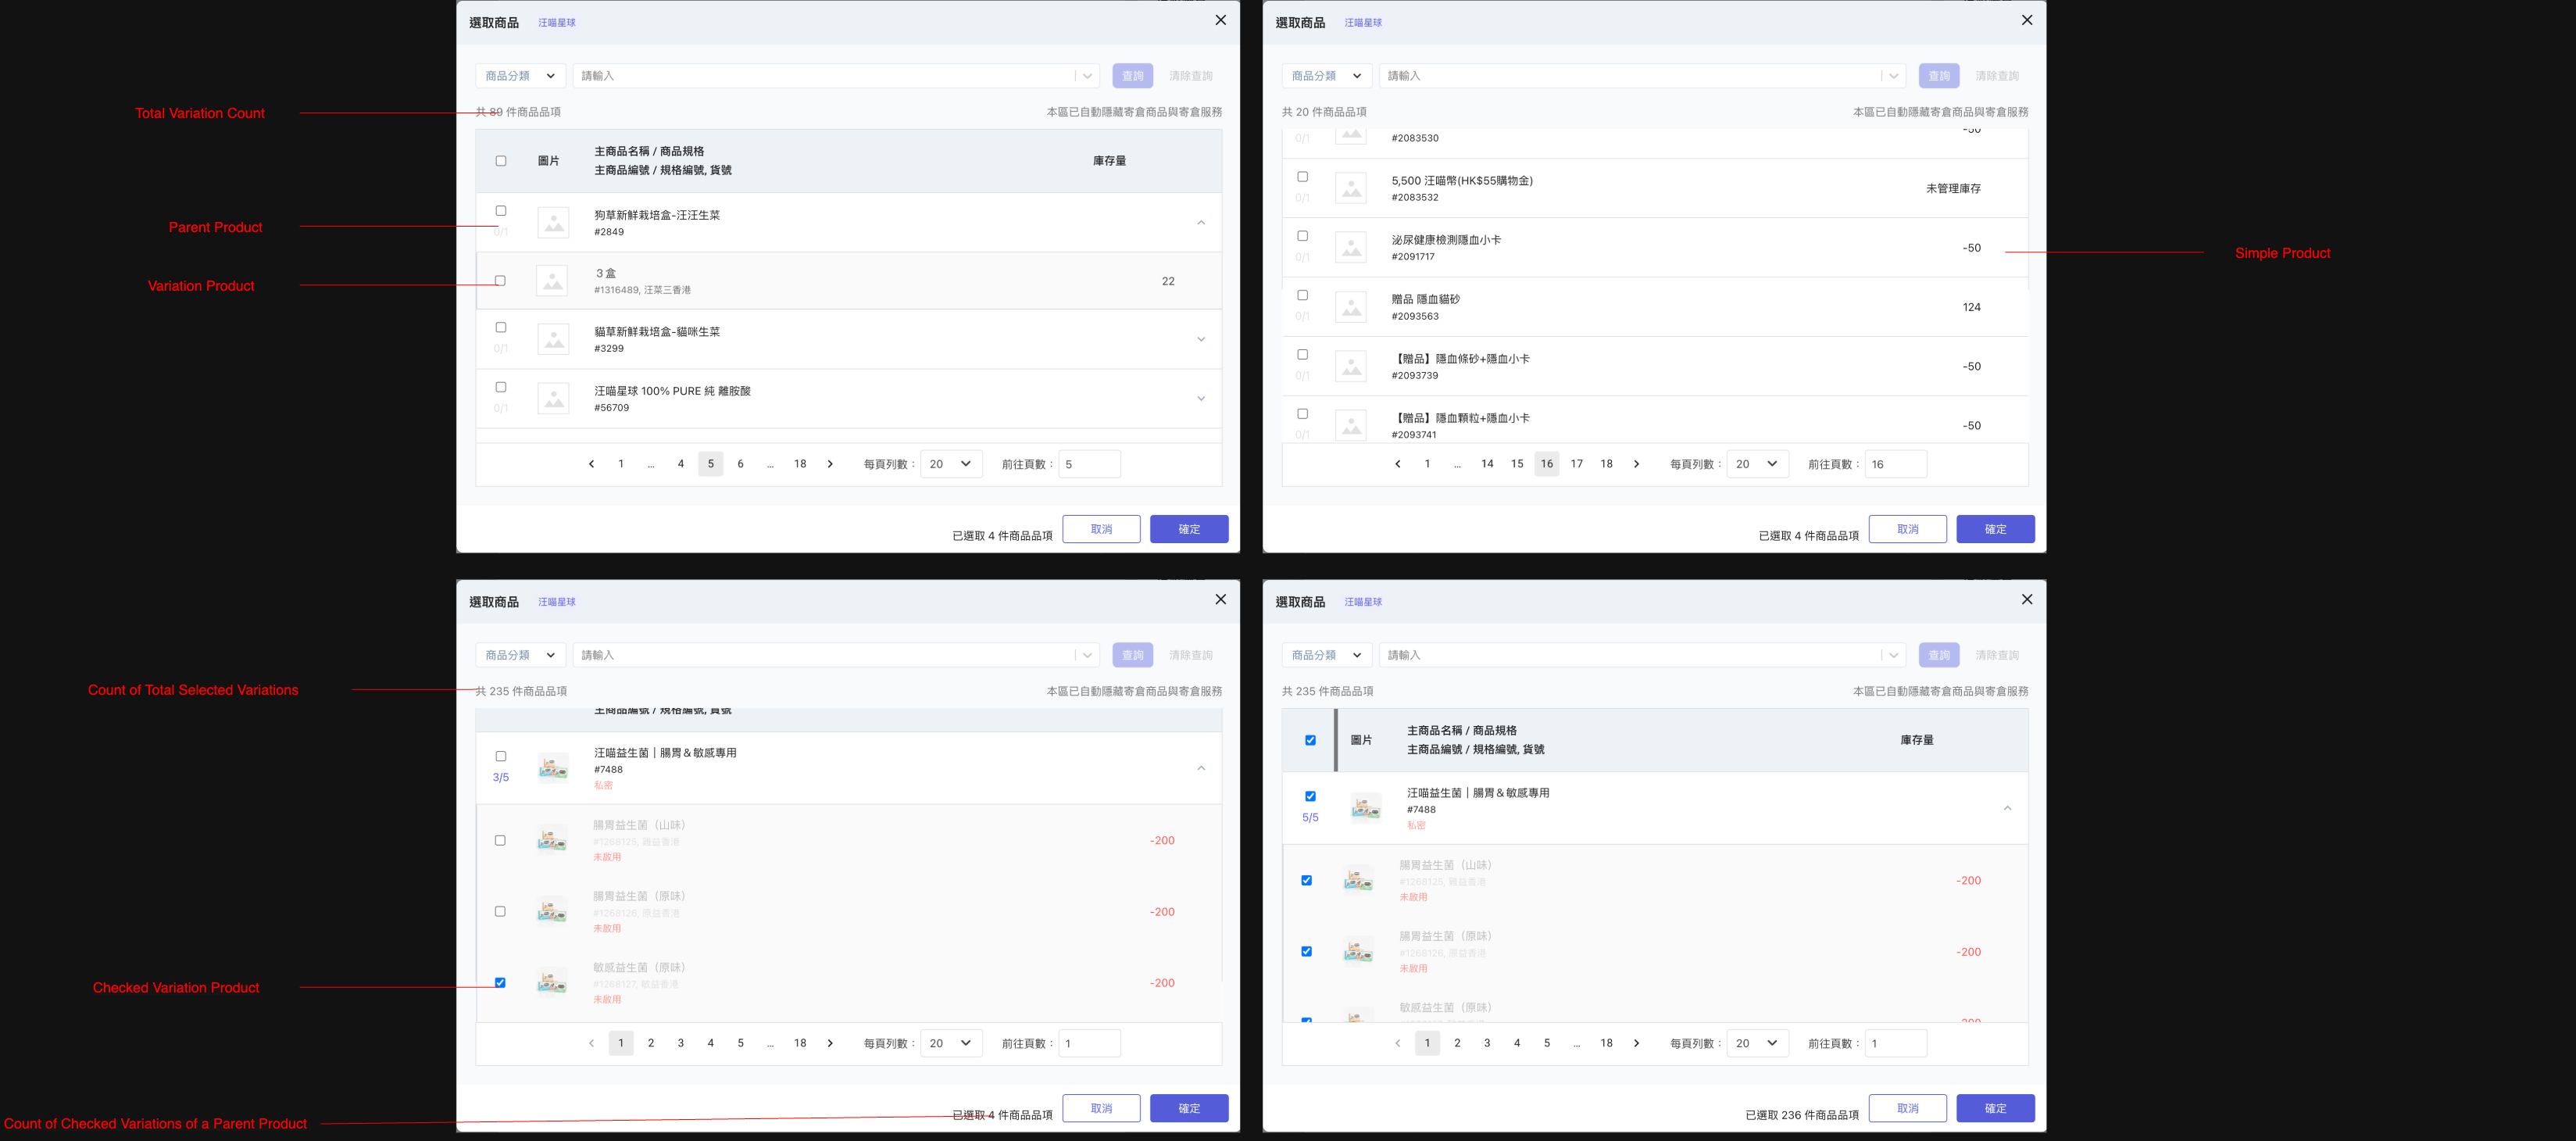 選取商品 汪喵星球
商品分類 請輸入 查詢 清除查詢
Total Variation Count
共 89 件商品品項 本區已自動隱藏寄倉商品與寄倉服務
圖片 主商品名稱 / 商品規格 庫存量
主商品編號 / 規格編號, 貨號
Parent Product
狗草新鮮栽培盒-汪汪生菜
0/1 #2849
Variation Product
3 盒 22
#1316489, 汪菜三香港
貓草新鮮栽培盒-貓咪生菜
0/1 #3299
汪喵星球 100% PURE 純 離胺酸
0/1 #56709
1 ... 4 5 6 ... 18 每頁列數： 20 前往頁數： 5
已選取 4 件商品品項 取消 確定
選取商品 汪喵星球
商品分類 請輸入 查詢 清除查詢
共 20 件商品品項 本區已自動隱藏寄倉商品與寄倉服務
-50
0/1 #2083530
5,500 汪喵幣(HK$55購物金) 未管理庫存
0/1 #2083532
泌尿健康檢測隱血小卡 -50
0/1 #2091717
Simple Product
贈品 隱血貓砂 124
0/1 #2093563
【贈品】隱血條砂+隱血小卡 -50
0/1 #2093739
【贈品】隱血顆粒+隱血小卡 -50
0/1 #2093741
1 ... 14 15 16 17 18 每頁列數： 20 前往頁數： 16
已選取 4 件商品品項 取消 確定
選取商品 汪喵星球
商品分類 請輸入 查詢 清除查詢
Count of Total Selected Variations
共 235 件商品品項 本區已自動隱藏寄倉商品與寄倉服務
主商品編號 / 規格編號, 貨號
汪喵益生菌｜腸胃＆敏感專用
3/5 #7488
私密
腸胃益生菌（山味） -200
#1268125, 雞益香港
未啟用
腸胃益生菌（原味） -200
#1268126, 原益香港
未啟用
敏感益生菌（原味） -200
#1268127, 敏益香港
未啟用
Checked Variation Product
1 2 3 4 5 ... 18 每頁列數： 20 前往頁數： 1
Count of Checked Variations of a Parent Product
已選取 4 件商品品項 取消 確定
選取商品 汪喵星球
商品分類 請輸入 查詢 清除查詢
共 235 件商品品項 本區已自動隱藏寄倉商品與寄倉服務
圖片 主商品名稱 / 商品規格 庫存量
主商品編號 / 規格編號, 貨號
汪喵益生菌｜腸胃＆敏感專用
5/5 #7488
私密
腸胃益生菌（山味） -200
#1268125, 雞益香港
未啟用
腸胃益生菌（原味） -200
#1268126, 原益香港
未啟用
敏感益生菌（原味）
-200
1 2 3 4 5 ... 18 每頁列數： 20 前往頁數： 1
已選取 236 件商品品項 取消 確定